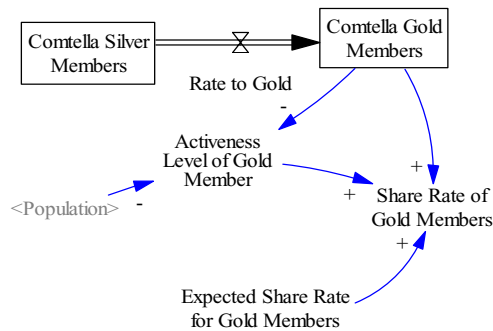 Comtella Silver
Members
Comtella Gold
Members
Rate to Gold
-
Activeness
Level of Gold
Member
<Population>
-
+
+
Share Rate of
Gold Members
+
Expected Share Rate
for Gold Members